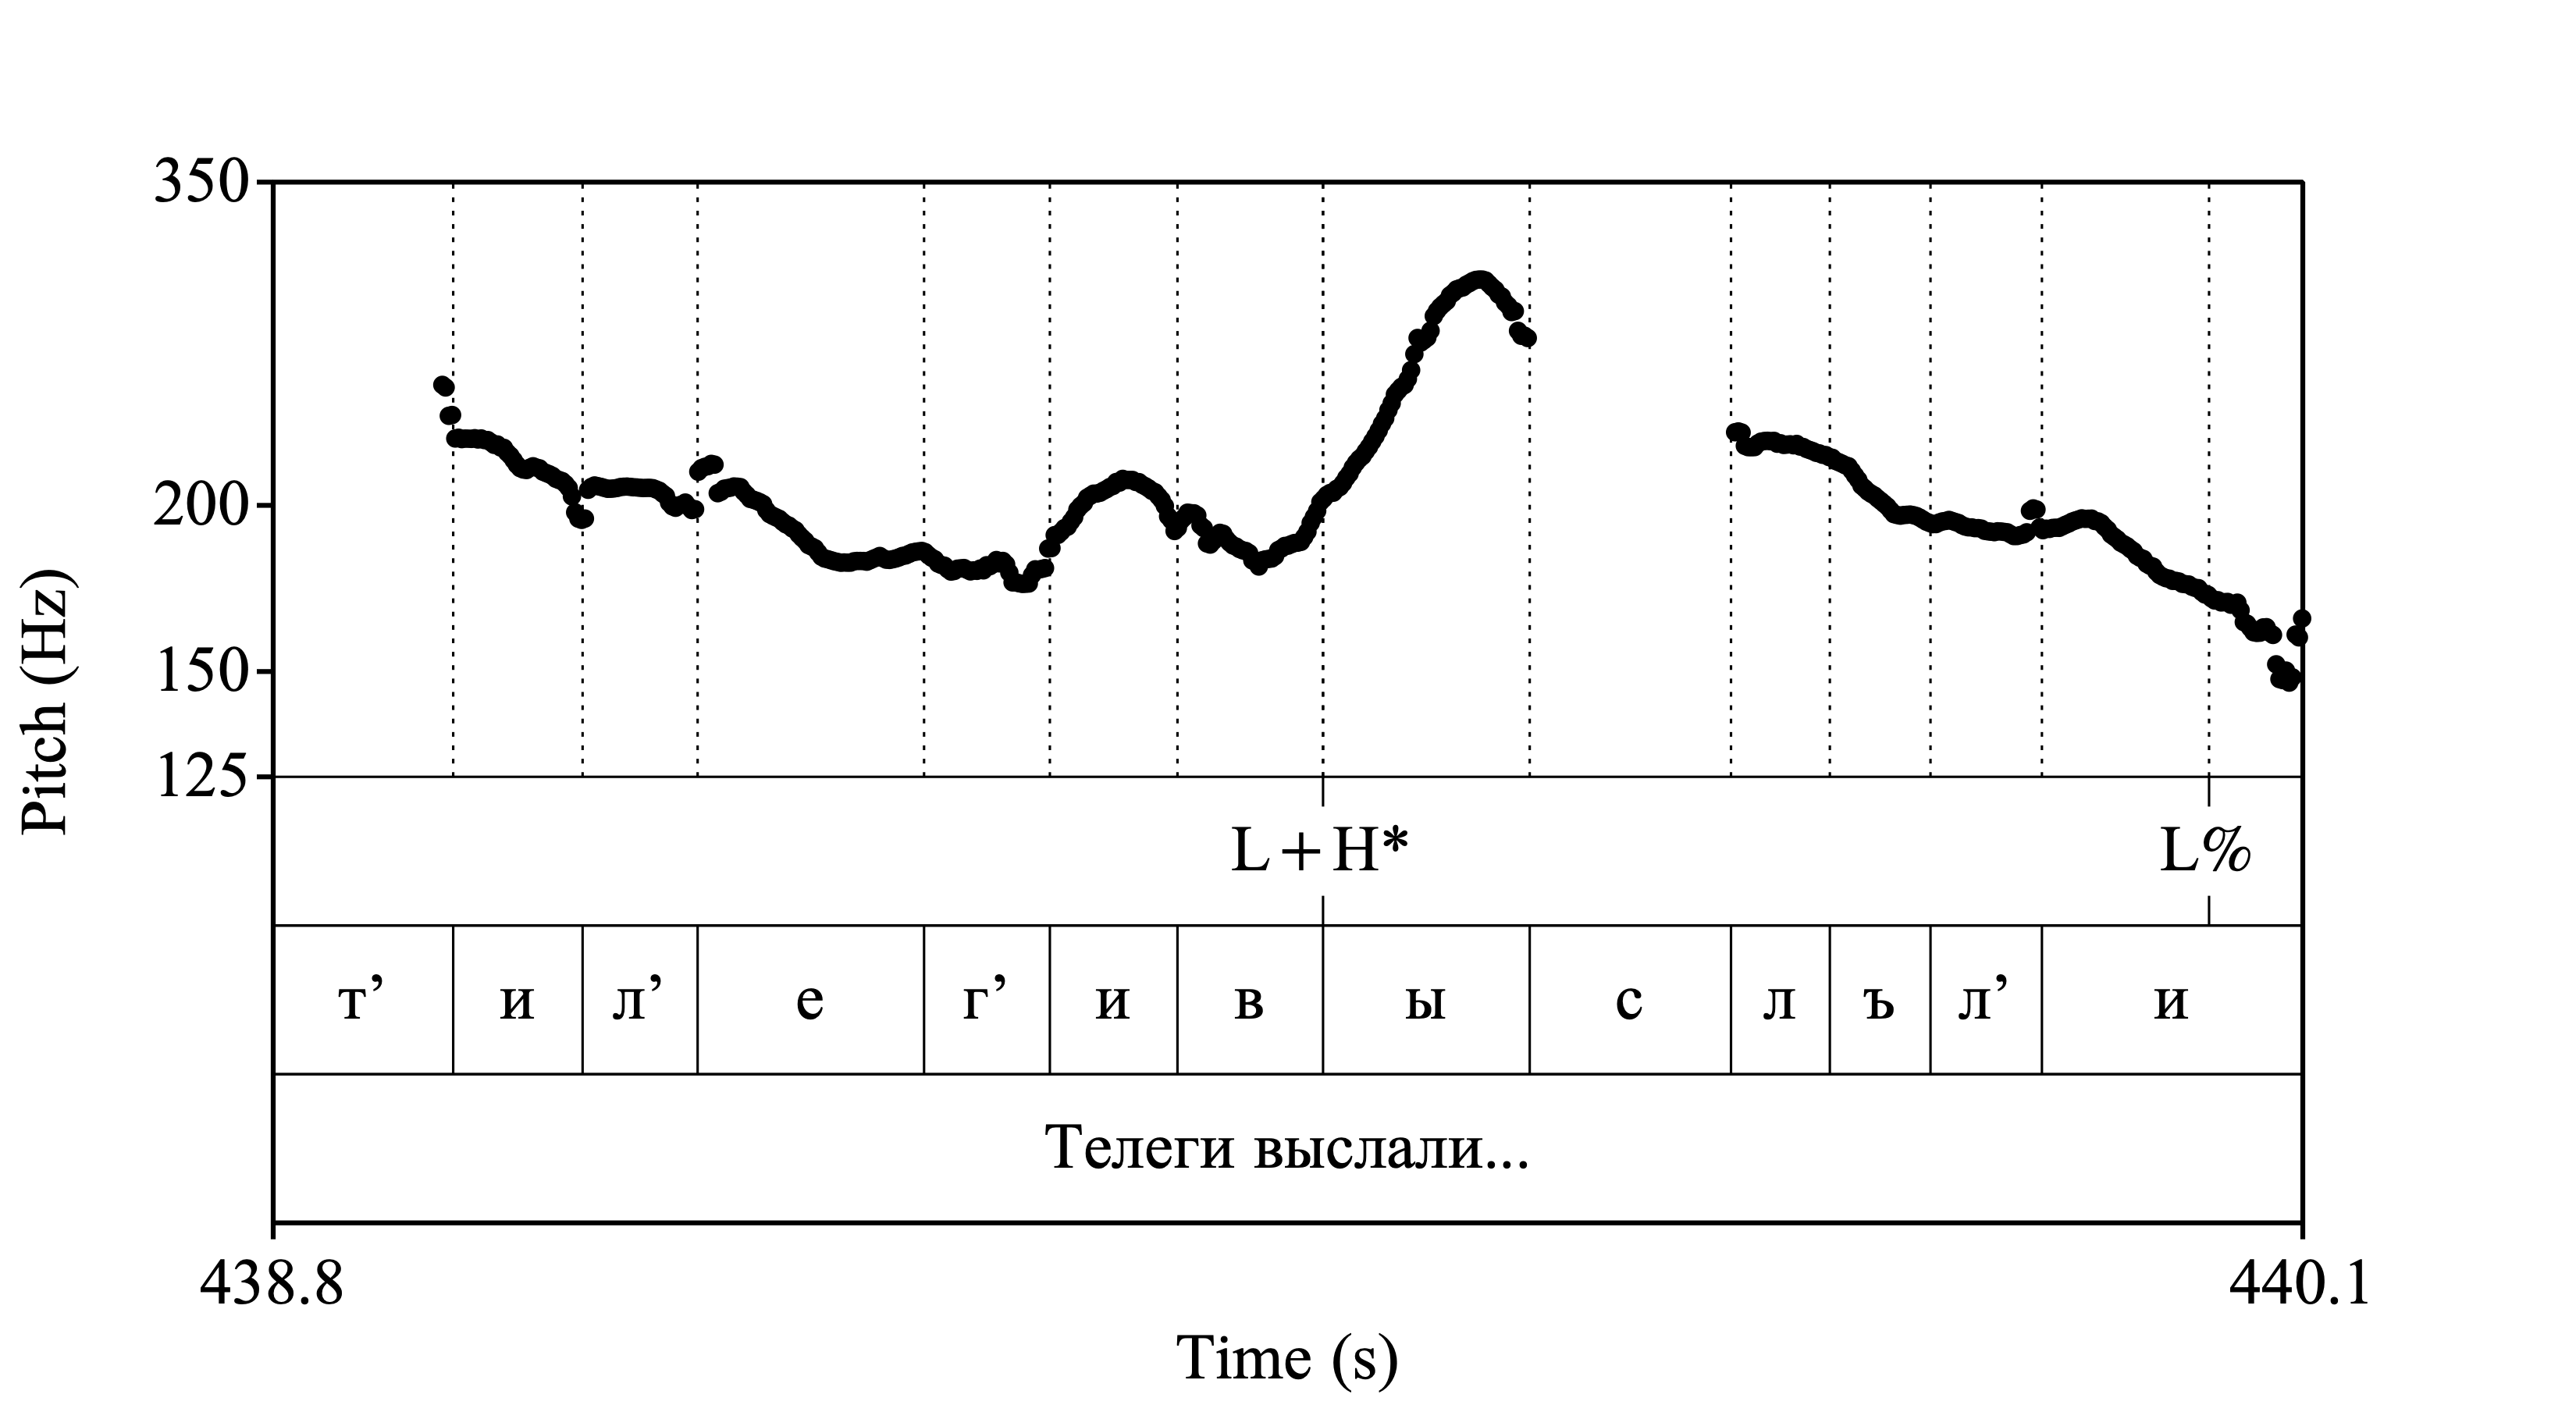 350
200
150
125
Pitch (Hz)
L+H* L%
т’ и л’ е г’ и в ы с л ъ л’ и
Телеги выслали...
438.8 440.1
Time (s)